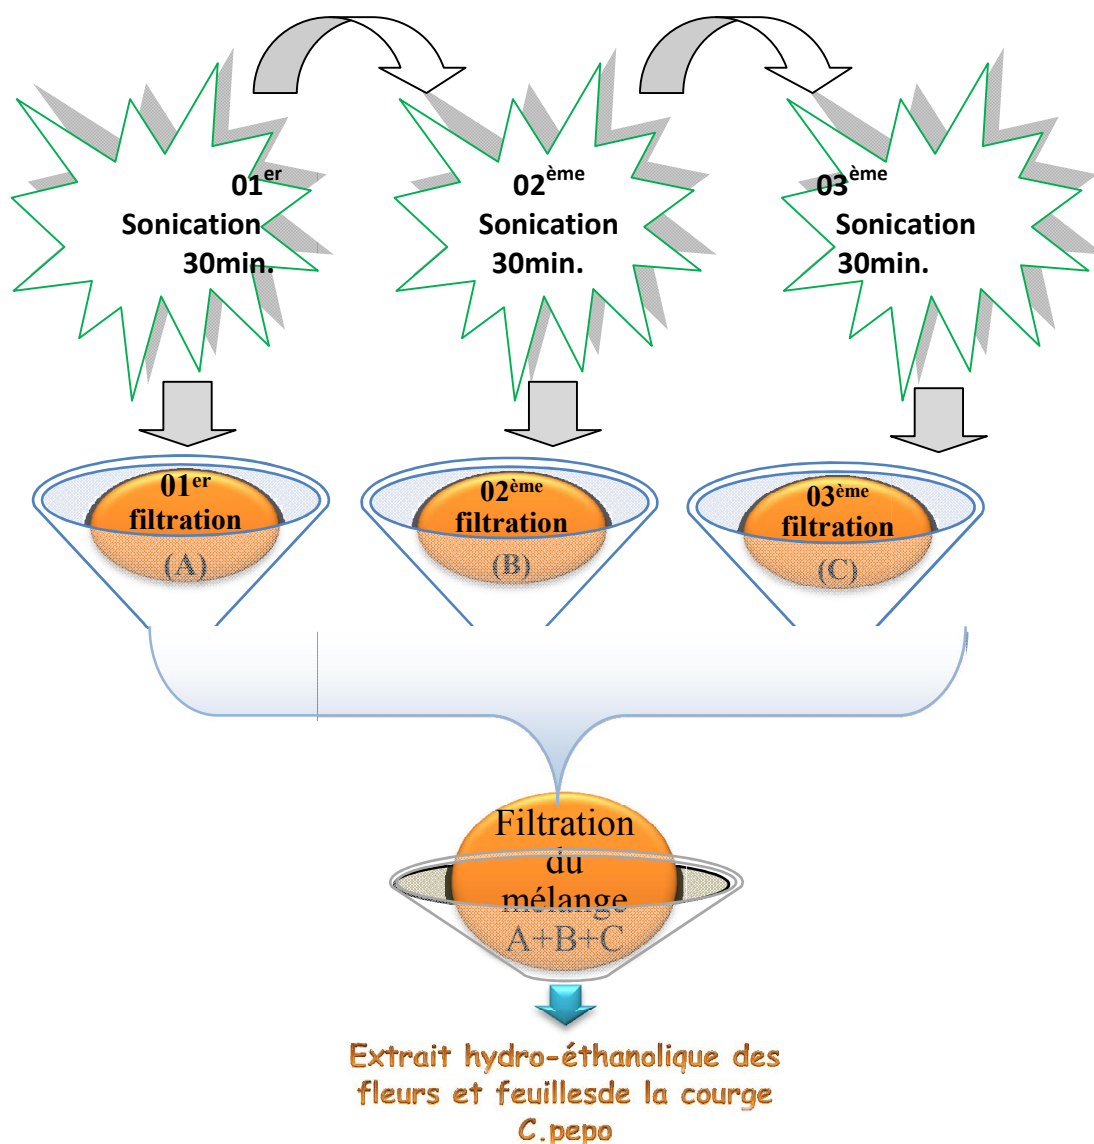 01er
Sonication
30min.
02ème
Sonication
30min.
03ème
Sonication
30min.
01er
filtration
(A)
02ème
filtration
(B)
03ème
filtration
(C)
Filtration
du
mélange
A+B+C
Extrait hydro-éthanolique des
fleurs et feuillesde la courge
C.pepo